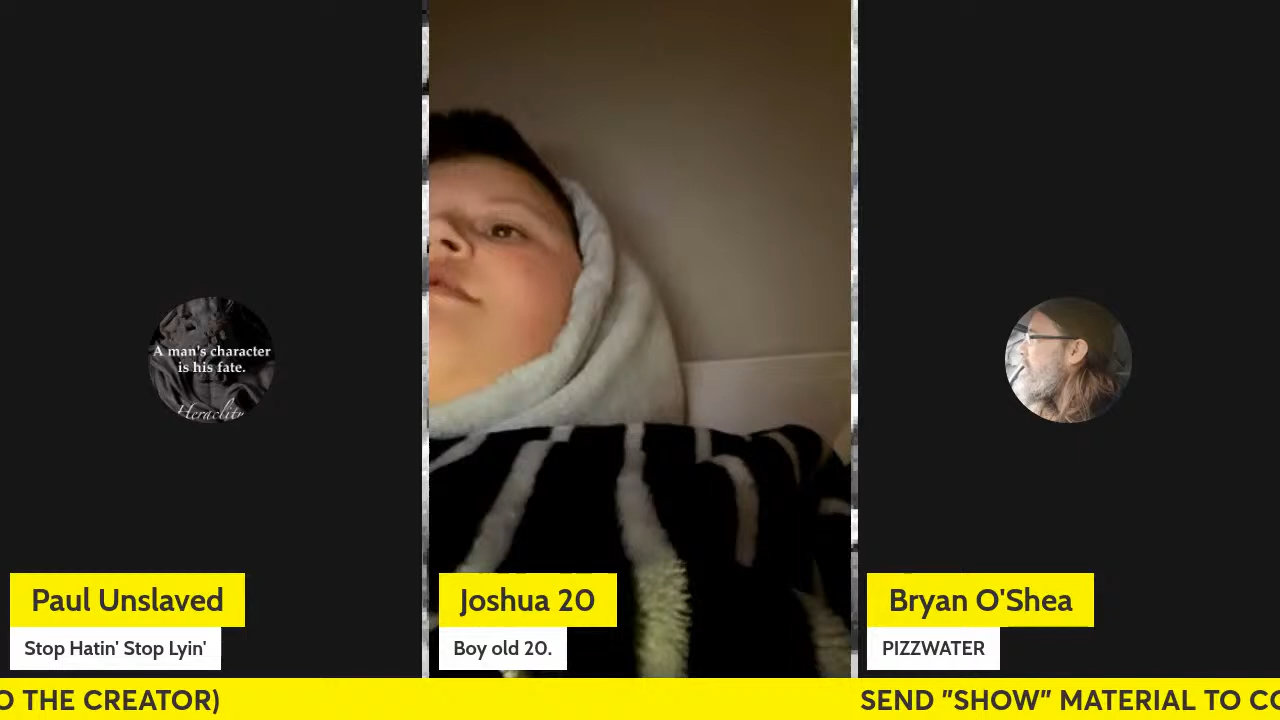 A man's character
is his fate.
Paul Unslaved
Stop Hatin' Stop Lyin'
Joshua 20
Boy old 20.
Bryan O'Shea
PIZZWATER
O THE CREATOR)
SEND "SHOW" MATERIAL TO CO